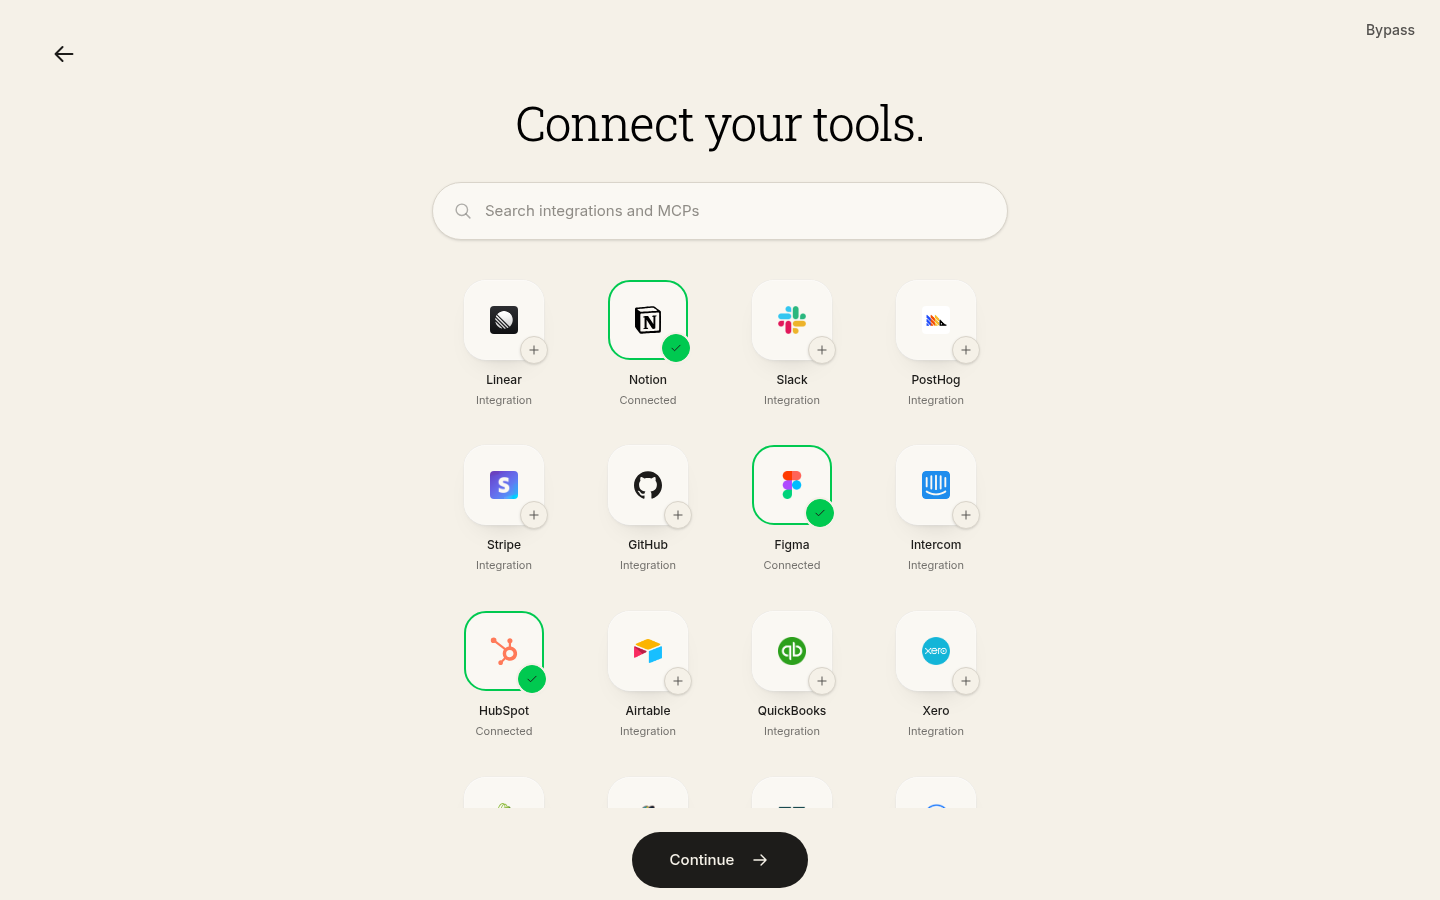 Bypass
Connect your tools.
Search integrations and MCPs
Linear
Integration
Notion
Connected
Slack
Integration
PostHog
Integration
Stripe
Integration
GitHub
Integration
Figma
Connected
Intercom
Integration
HubSpot
Connected
Airtable
Integration
QuickBooks
Integration
xero
Xero
Integration
Continue